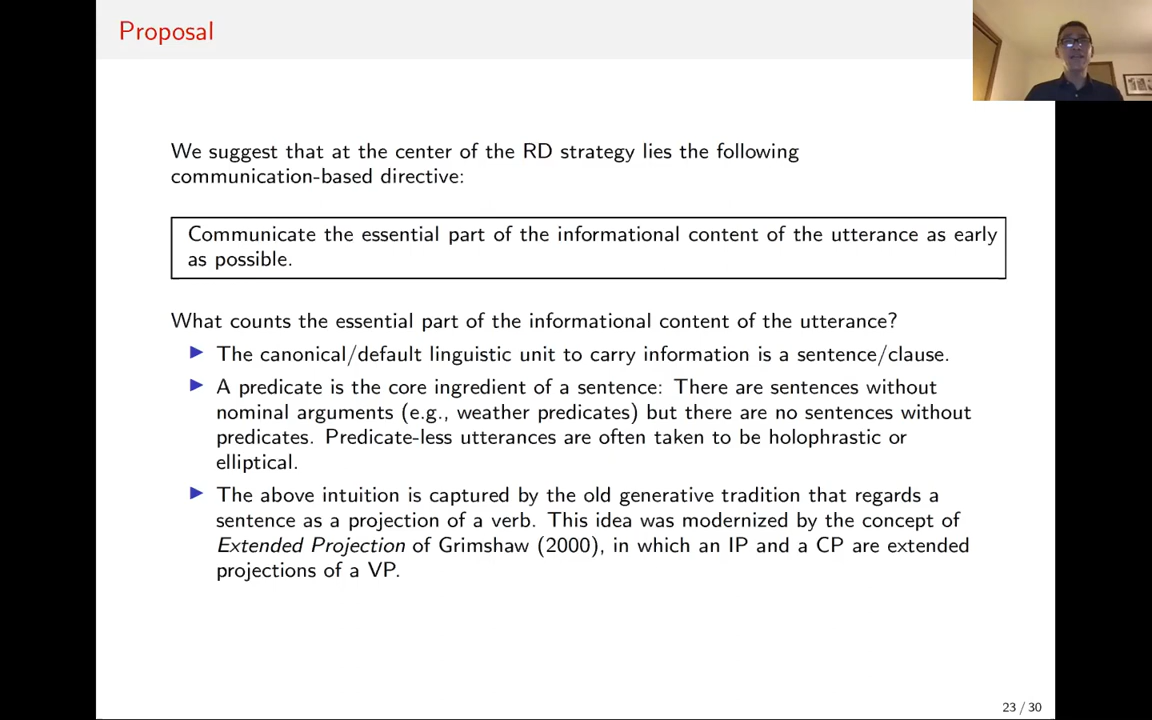 Proposal
We suggest that at the center of the RD strategy lies the following
communication-based directive:
Communicate the essential part of the informational content of the utterance as early
as possible.
What counts the essential part of the informational content of the utterance?
The canonical/default linguistic unit to carry information is a sentence/clause.
A predicate is the core ingredient of a sentence: There are sentences without
nominal arguments (e.g., weather predicates) but there are no sentences without
predicates. Predicate-less utterances are often taken to be holophrastic or
elliptical.
The above intuition is captured by the old generative tradition that regards a
sentence as a projection of a verb. This idea was modernized by the concept of
Extended Projection of Grimshaw (2000), in which an IP and a CP are extended
projections of a VP.
23 / 30